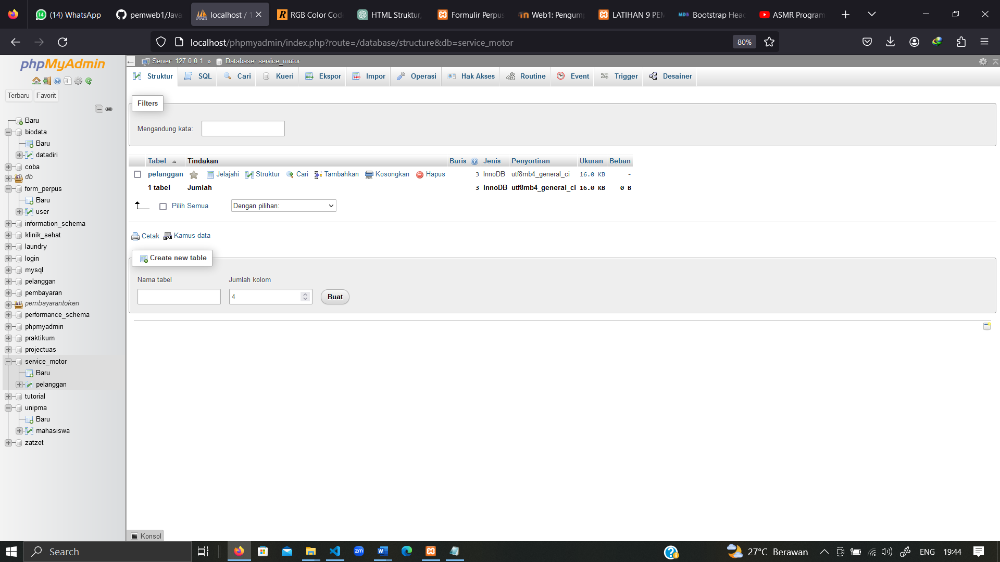 (14) WhatsApp
pemweb1/Java
localhost / 1
RGB Color Cod
HTML Struktur,
Formulir Perpus
Web1: Pengump
LATIHAN 9 PEM
Bootstrap Head
ASMR Program
localhost/phpmyadmin/index.php?route=/database/structure&db=service_motor
80%
phpMyAdmin
Terbaru Favorit
Baru
biodata
Baru
datadiri
coba
db
form_perpus
Baru
user
information_schema
klinik_sehat
laundry
login
mysql
pelanggan
pembayaran
pembayarantoken
performance_schema
phpmyadmin
praktikum
projectuas
service_motor
Baru
pelanggan
tutorial
unipma
Baru
mahasiswa
zatzet
Server: 127.0.0.1 » Database: service_motor
Struktur SQL Cari Kueri Ekspor Impor Operasi Hak Akses Routine Event Trigger Desainer
Filters
Mengandung kata:
Tabel Tindakan Baris Jenis Penyortiran Ukuran Beban
pelanggan Jelajahi Struktur Cari Tambahkan Kosongkan Hapus 3 InnoDB utf8mb4_general_ci 16.0 KB -
1 tabel Jumlah 3 InnoDB utf8mb4_general_ci 16.0 KB 0 B
Pilih Semua Dengan pilihan:
Cetak Kamus data
Create new table
Nama tabel Jumlah kolom
4 Buat
Konsol
Search
27°C Berawan
ENG 19:44